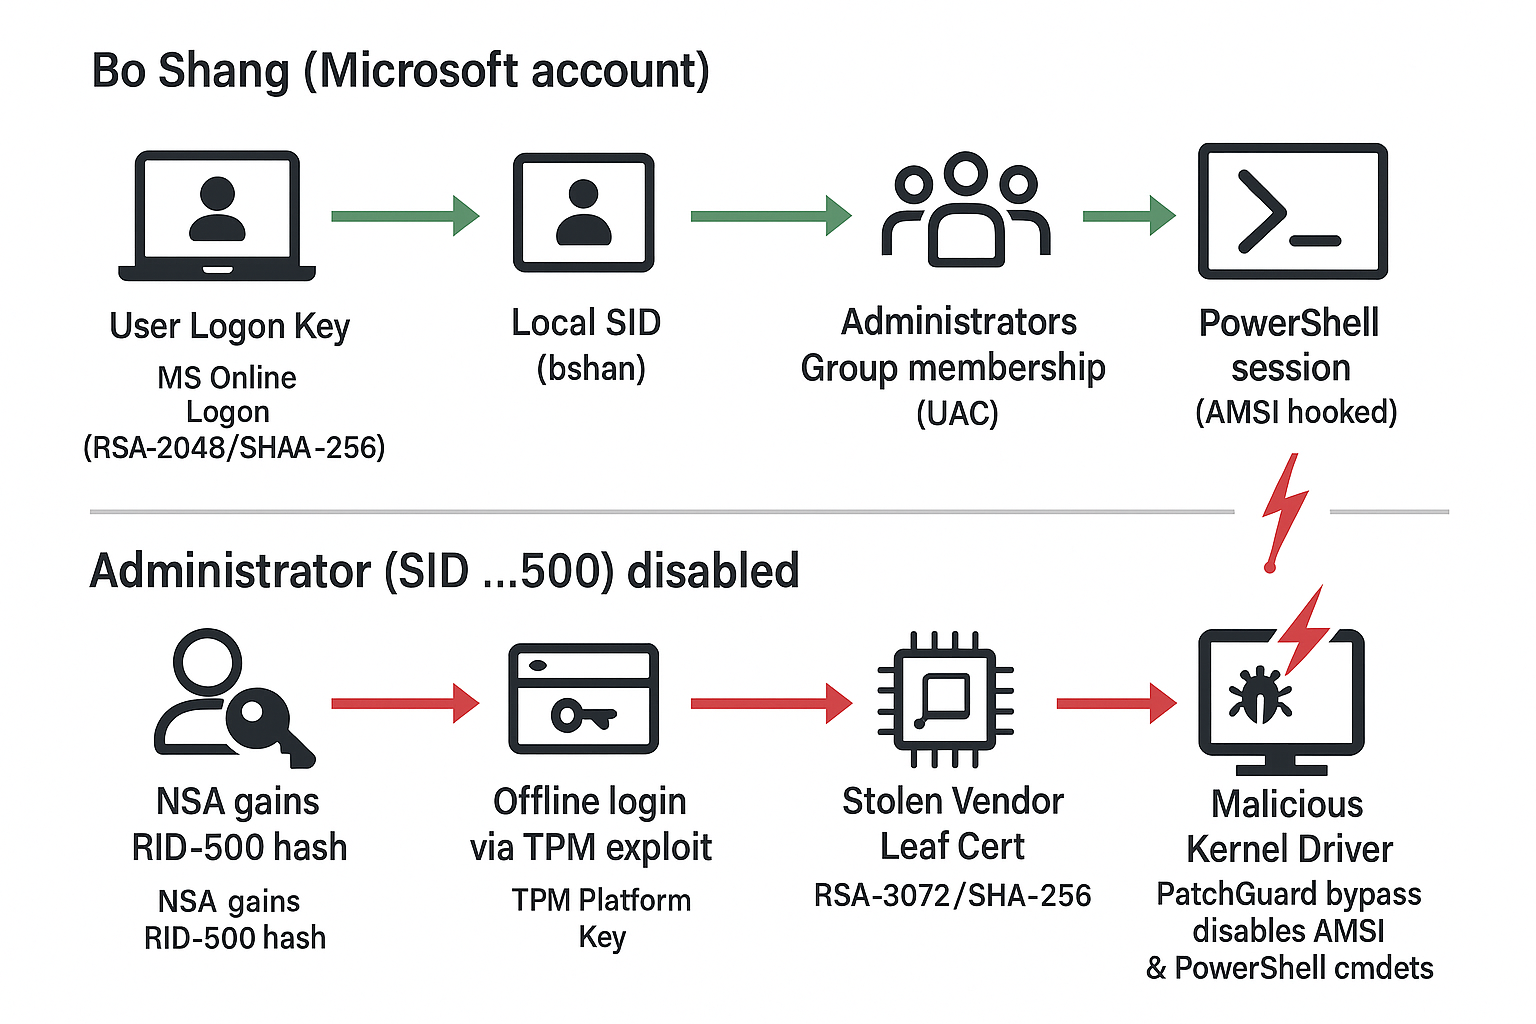 Bo Shang (Microsoft account)
User Logon Key
MS Online
Logon
(RSA-2048/SHAA-256)
Local SID
(bshan)
Administrators
Group membership
(UAC)
PowerShell
session
(AMSI hooked)
Administrator (SID ...500) disabled
NSA gains
RID-500 hash
NSA gains
RID-500 hash
Offline login
via TPM exploit
TPM Platform
Key
Stolen Vendor
Leaf Cert
RSA-3072/SHA-256
Malicious
Kernel Driver
PatchGuard bypass
disables AMSI
& PowerShell cmdets